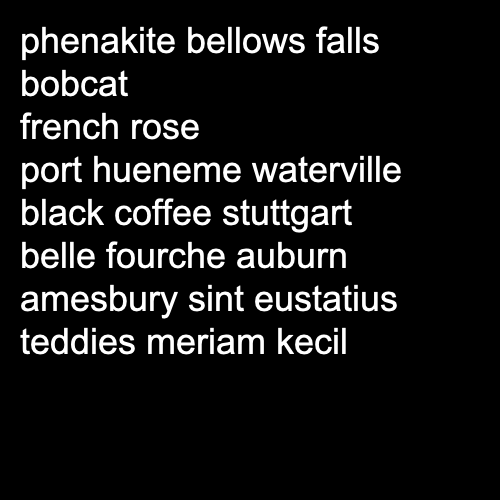 phenakite bellows falls
bobcat
french rose
port hueneme waterville
black coffee stuttgart
belle fourche auburn
amesbury sint eustatius
teddies meriam kecil